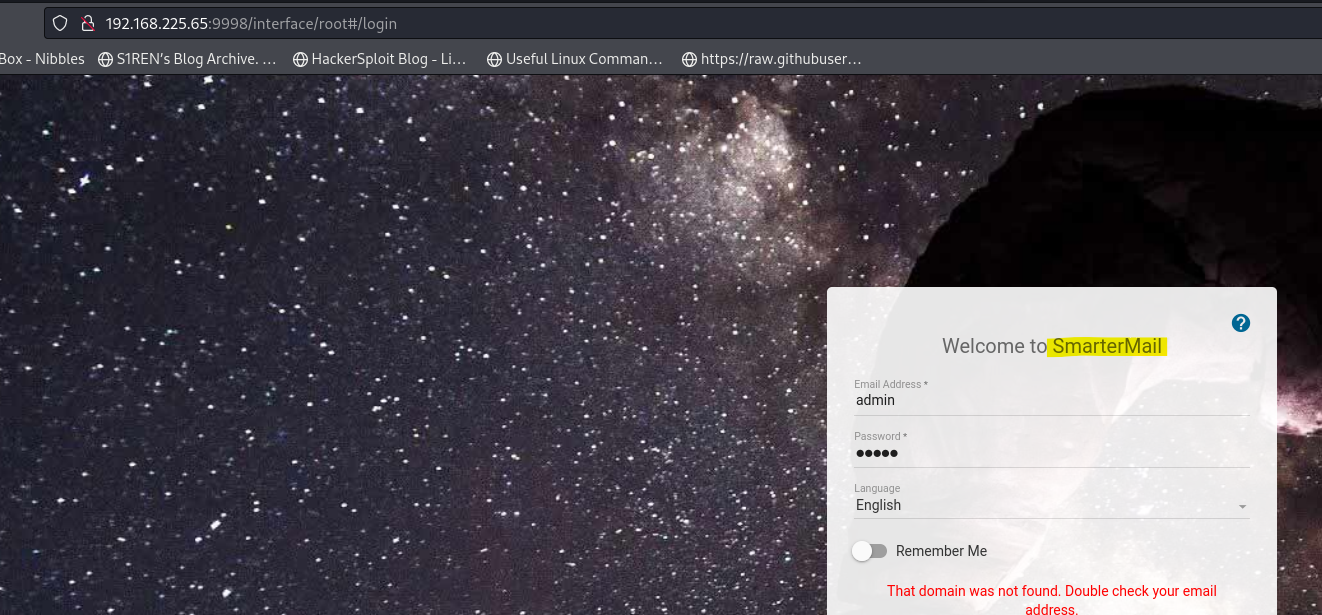 192.168.225.65:9998/interface/root#/login
Box - Nibbles S1REN's Blog Archive. ... HackerSploit Blog - Li... Useful Linux Comman... https://raw.githubuser...
?
Welcome to SmarterMail
Email Address *
admin
Password *
●●●●●
Language
English
Remember Me
That domain was not found. Double check your email
address.